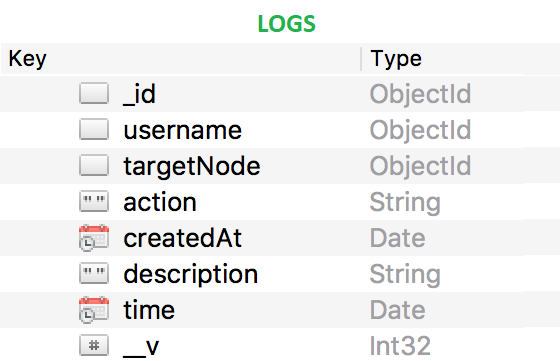 LOGS
Key Type
_id ObjectId
username ObjectId
targetNode ObjectId
"" action String
createdAt Date
"" description String
time Date
# __v Int32